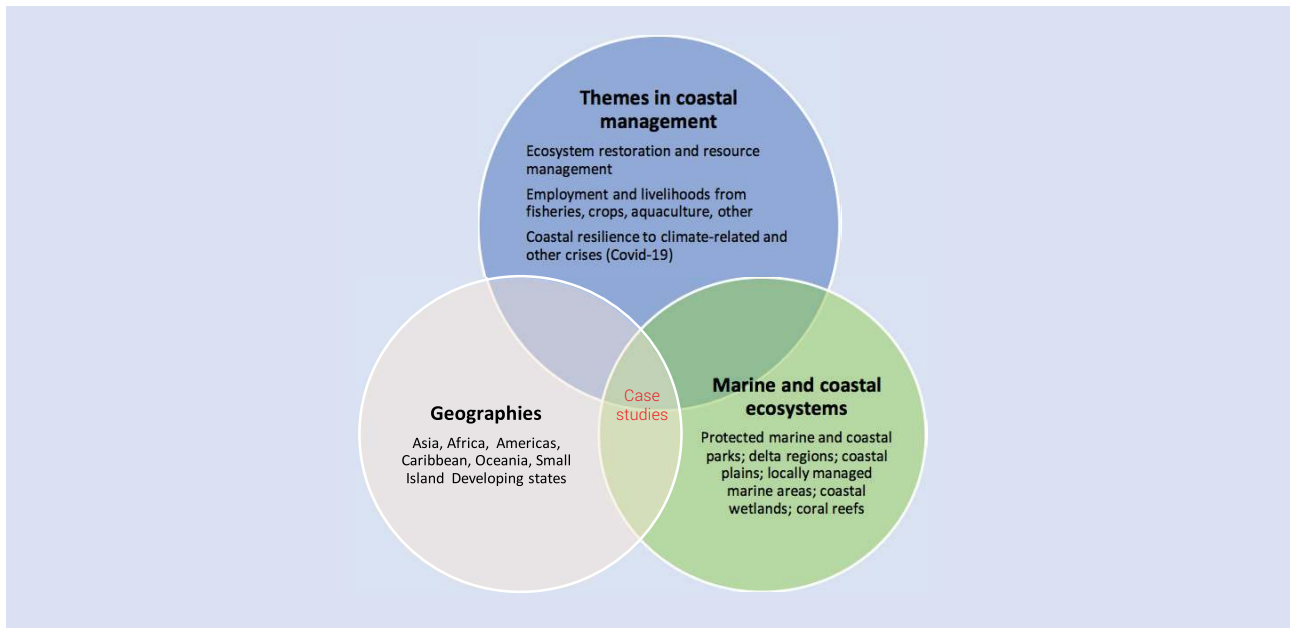 Themes in coastal
management
Ecosystem restoration and resource
management
Employment and livelihoods from
fisheries, crops, aquaculture, other
Coastal resilience to climate-related and
other crises (Covid-19)
Case
studies
Geographies
Asia, Africa, Americas,
Caribbean, Oceania, Small
Island Developing states
Marine and coastal
ecosystems
Protected marine and coastal
parks; delta regions; coastal
plains; locally managed
marine areas; coastal
wetlands; coral reefs